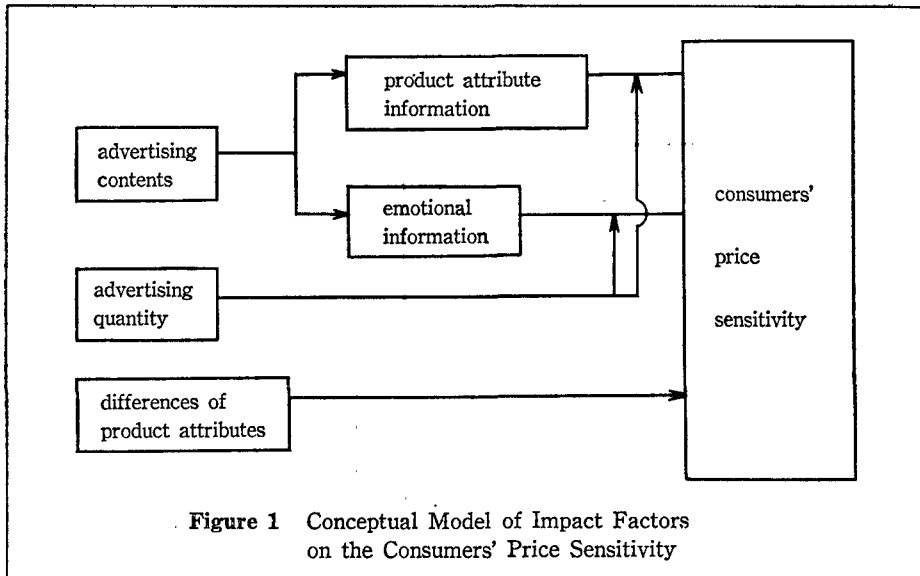 product attribute
information
advertising
contents
emotional
information
consumers'
price
sensitivity
advertising
quantity
differences of
product attributes
Figure 1 Conceptual Model of Impact Factors
on the Consumers' Price Sensitivity